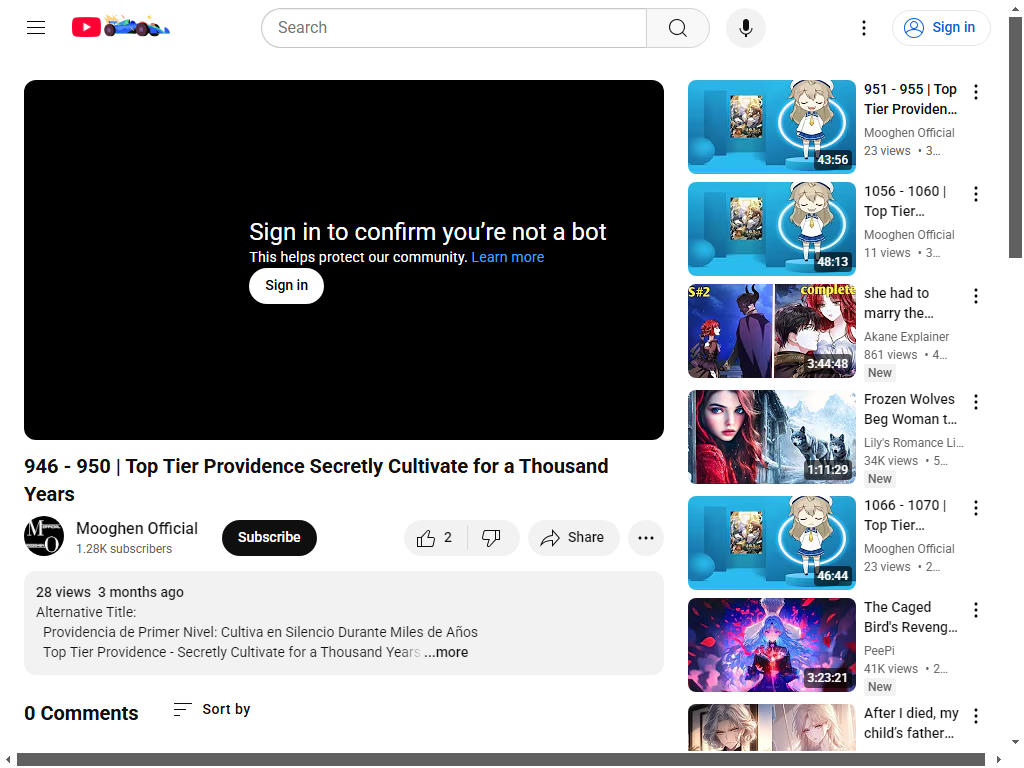 Search
Sign in
Sign in to confirm you’re not a bot
This helps protect our community. Learn more
Sign in
946 - 950 | Top Tier Providence Secretly Cultivate for a Thousand
Years
Mooghen Official
1.28K subscribers
Subscribe
2
Share
28 views 3 months ago
Alternative Title:
Providencia de Primer Nivel: Cultiva en Silencio Durante Miles de Años
Top Tier Providence - Secretly Cultivate for a Thousand Years ...more
0 Comments
Sort by
43:56
951 - 955 | Top
Tier Providen...
Mooghen Official
23 views • 3...
48:13
1056 - 1060 |
Top Tier...
Mooghen Official
11 views • 3...
S#2
complete
3:44:48
she had to
marry the...
Akane Explainer
861 views • 4...
New
1:11:29
Frozen Wolves
Beg Woman t...
Lily's Romance Li...
34K views • 5...
New
46:44
1066 - 1070 |
Top Tier...
Mooghen Official
23 views • 2...
3:23:21
The Caged
Bird's Reveng...
PeePi
41K views • 2...
New
After I died, my
child's father...